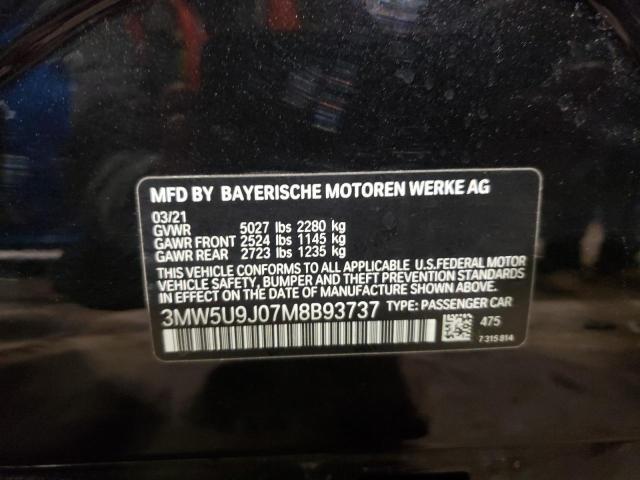 MFD BY BAYERISCHE MOTOREN WERKE AG
03/21
GVWR 5027 lbs 2280 kg
GAWR FRONT 2524 lbs 1145 kg
GAWR REAR 2723 lbs 1235 kg
THIS VEHICLE CONFORMS TO ALL APPLICABLE U.S.FEDERAL MOTOR
VEHICLE SAFETY, BUMPER AND THEFT PREVENTION STANDARDS
IN EFFECT ON THE DATE OF MANUFACTURE SHOWN ABOVE.
3MW5U9J07M8B93737 TYPE: PASSENGER CAR
475
7 315 814